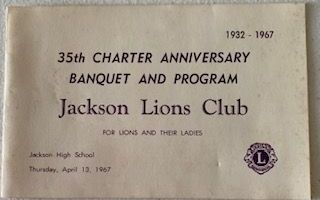 1932 - 1967
35th CHARTER ANNIVERSARY
BANQUET AND PROGRAM
Jackson Lions Club
FOR LIONS AND THEIR LADIES
Jackson High School
Thursday, April 13, 1967
L